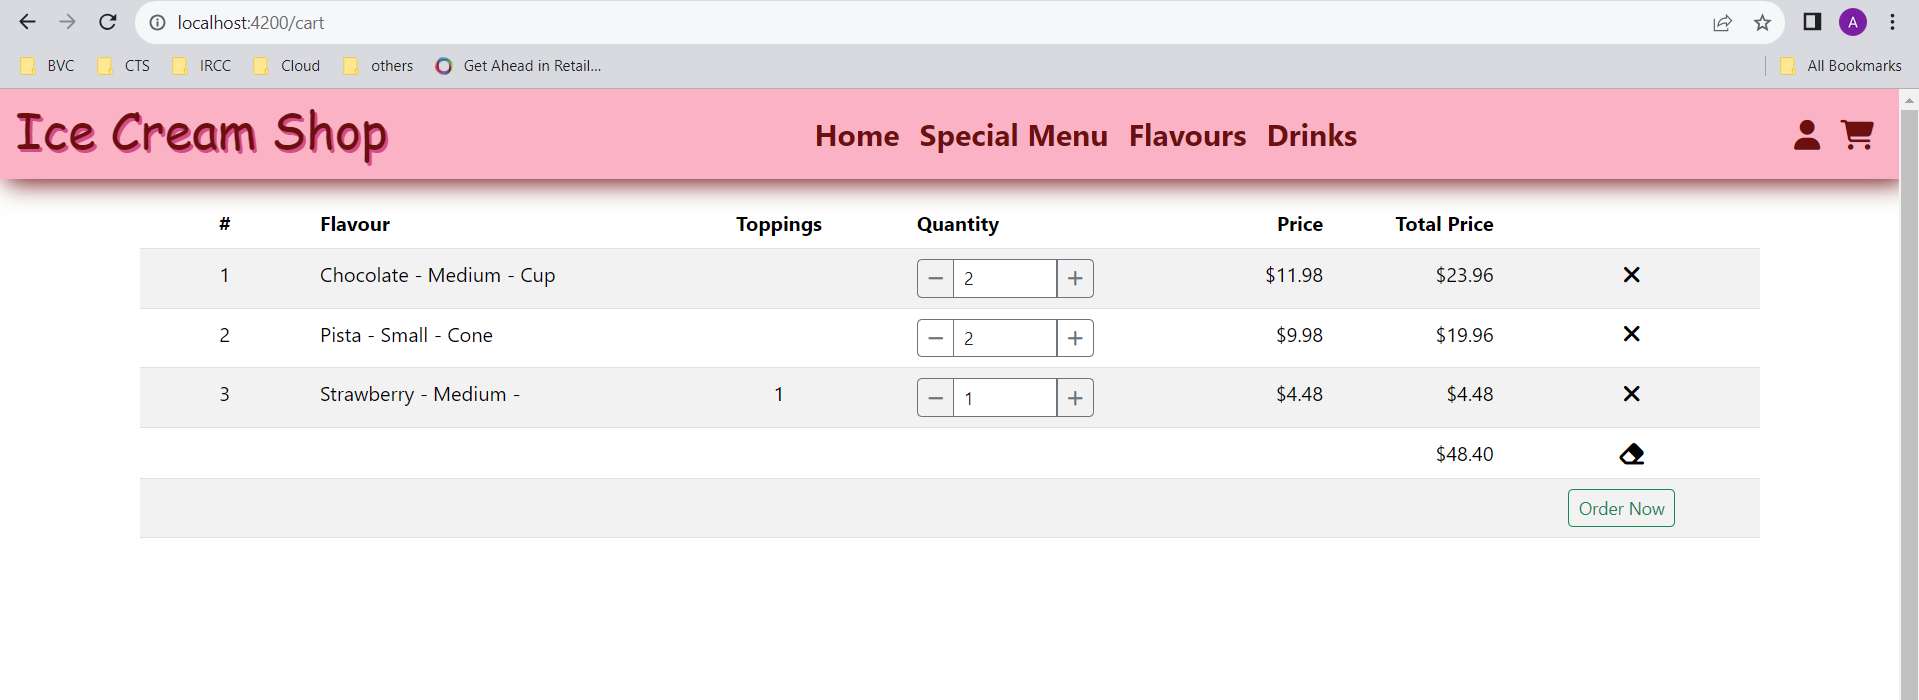 localhost:4200/cart
A
BVC CTS IRCC Cloud others Get Ahead in Retail... All Bookmarks
Ice Cream Shop Home Special Menu Flavours Drinks
# Flavour Toppings Quantity Price Total Price
1 Chocolate - Medium - Cup 2 $11.98 $23.96
2 Pista - Small - Cone 2 $9.98 $19.96
3 Strawberry - Medium - 1 1 $4.48 $4.48
$48.40
Order Now